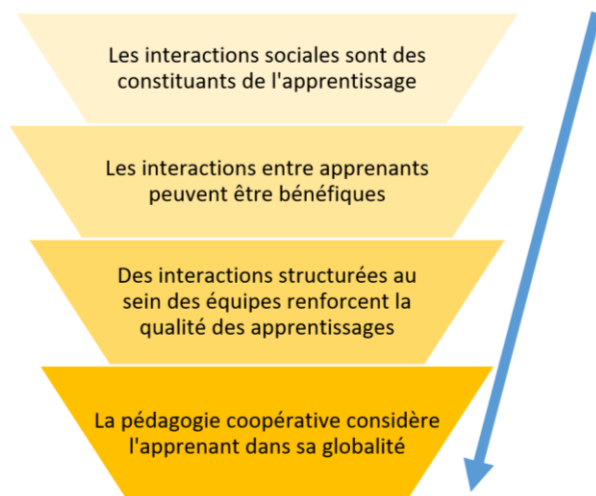 Les interactions sociales sont des
constituants de l'apprentissage
Les interactions entre apprenants
peuvent être bénéfiques
Des interactions structurées au
sein des équipes renforcent la
qualité des apprentissages
La pédagogie coopérative considère
l'apprenant dans sa globalité